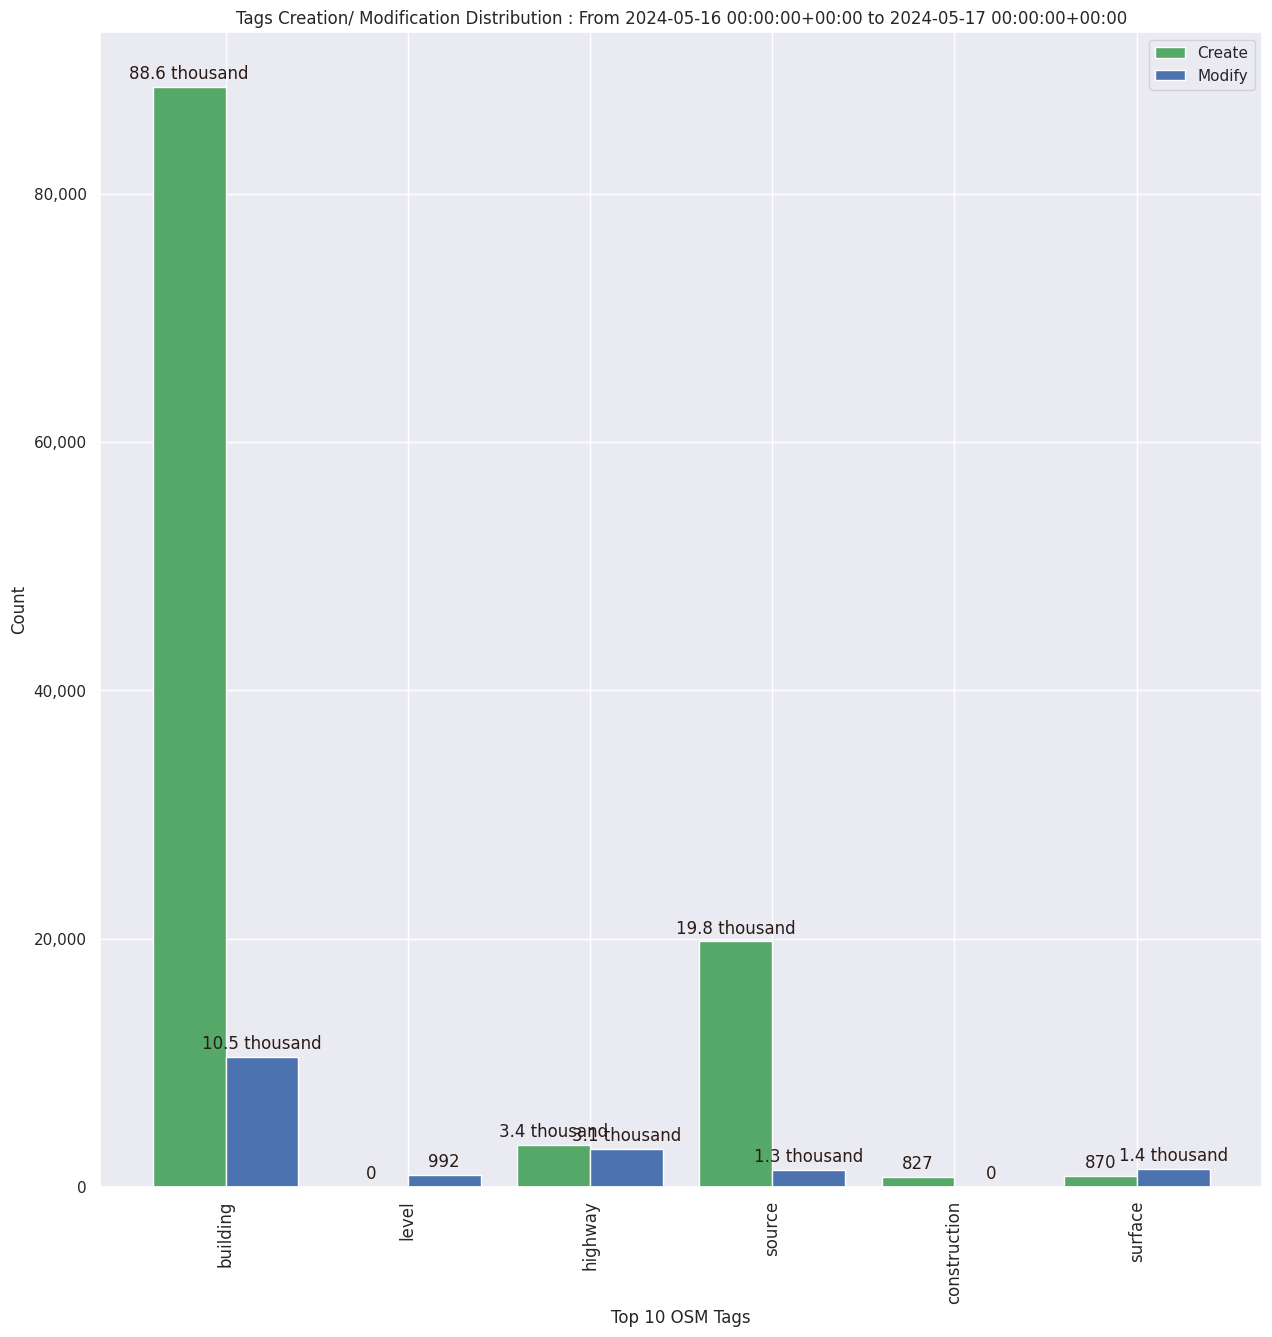 Tags Creation/ Modification Distribution : From 2024-05-16 00:00:00+00:00 to 2024-05-17 00:00:00+00:00
Create
Modify
88.6 thousand
80,000
60,000
Count
40,000
19.8 thousand
20,000
10.5 thousand
3.4 thousand
3.1 thousand
1.3 thousand
1.4 thousand
0
992
827
0
870
0
building
level
highway
source
construction
surface
Top 10 OSM Tags